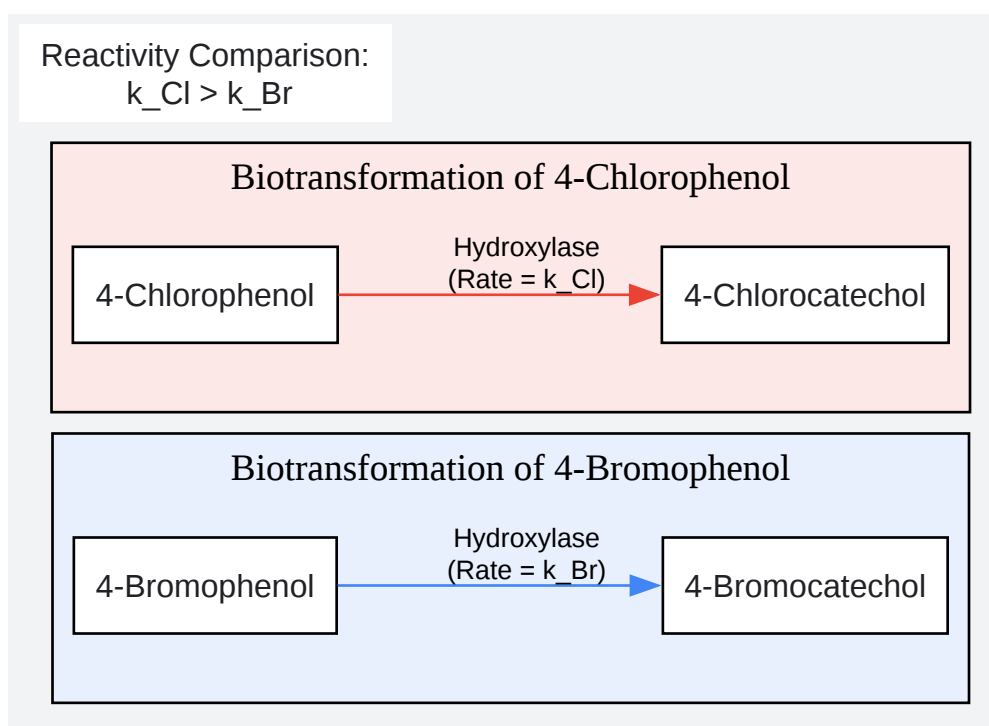 Reactivity Comparison:
k_Cl > k_Br
Biotransformation of 4-Chlorophenol
4-Chlorophenol
Hydroxylase
(Rate = k_Cl)
4-Chlorocatechol
Biotransformation of 4-Bromophenol
4-Bromophenol
Hydroxylase
(Rate = k_Br)
4-Bromocatechol